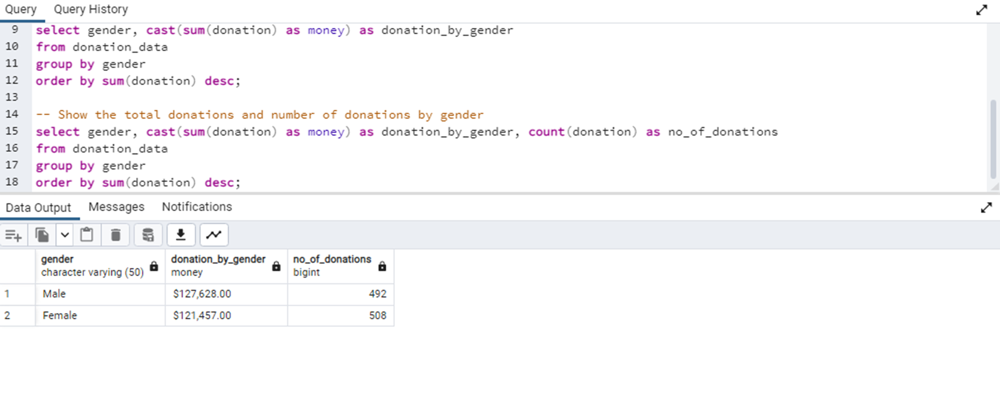 Query Query History
9 select gender, cast(sum(donation) as money) as donation_by_gender
10 from donation_data
11 group by gender
12 order by sum(donation) desc;
13
14 -- Show the total donations and number of donations by gender
15 select gender, cast(sum(donation) as money) as donation_by_gender, count(donation) as no_of_donations
16 from donation_data
17 group by gender
18 order by sum(donation) desc;
Data Output Messages Notifications
gender donation_by_gender no_of_donations
character varying (50) money bigint
1 Male $127,628.00 492
2 Female $121,457.00 508